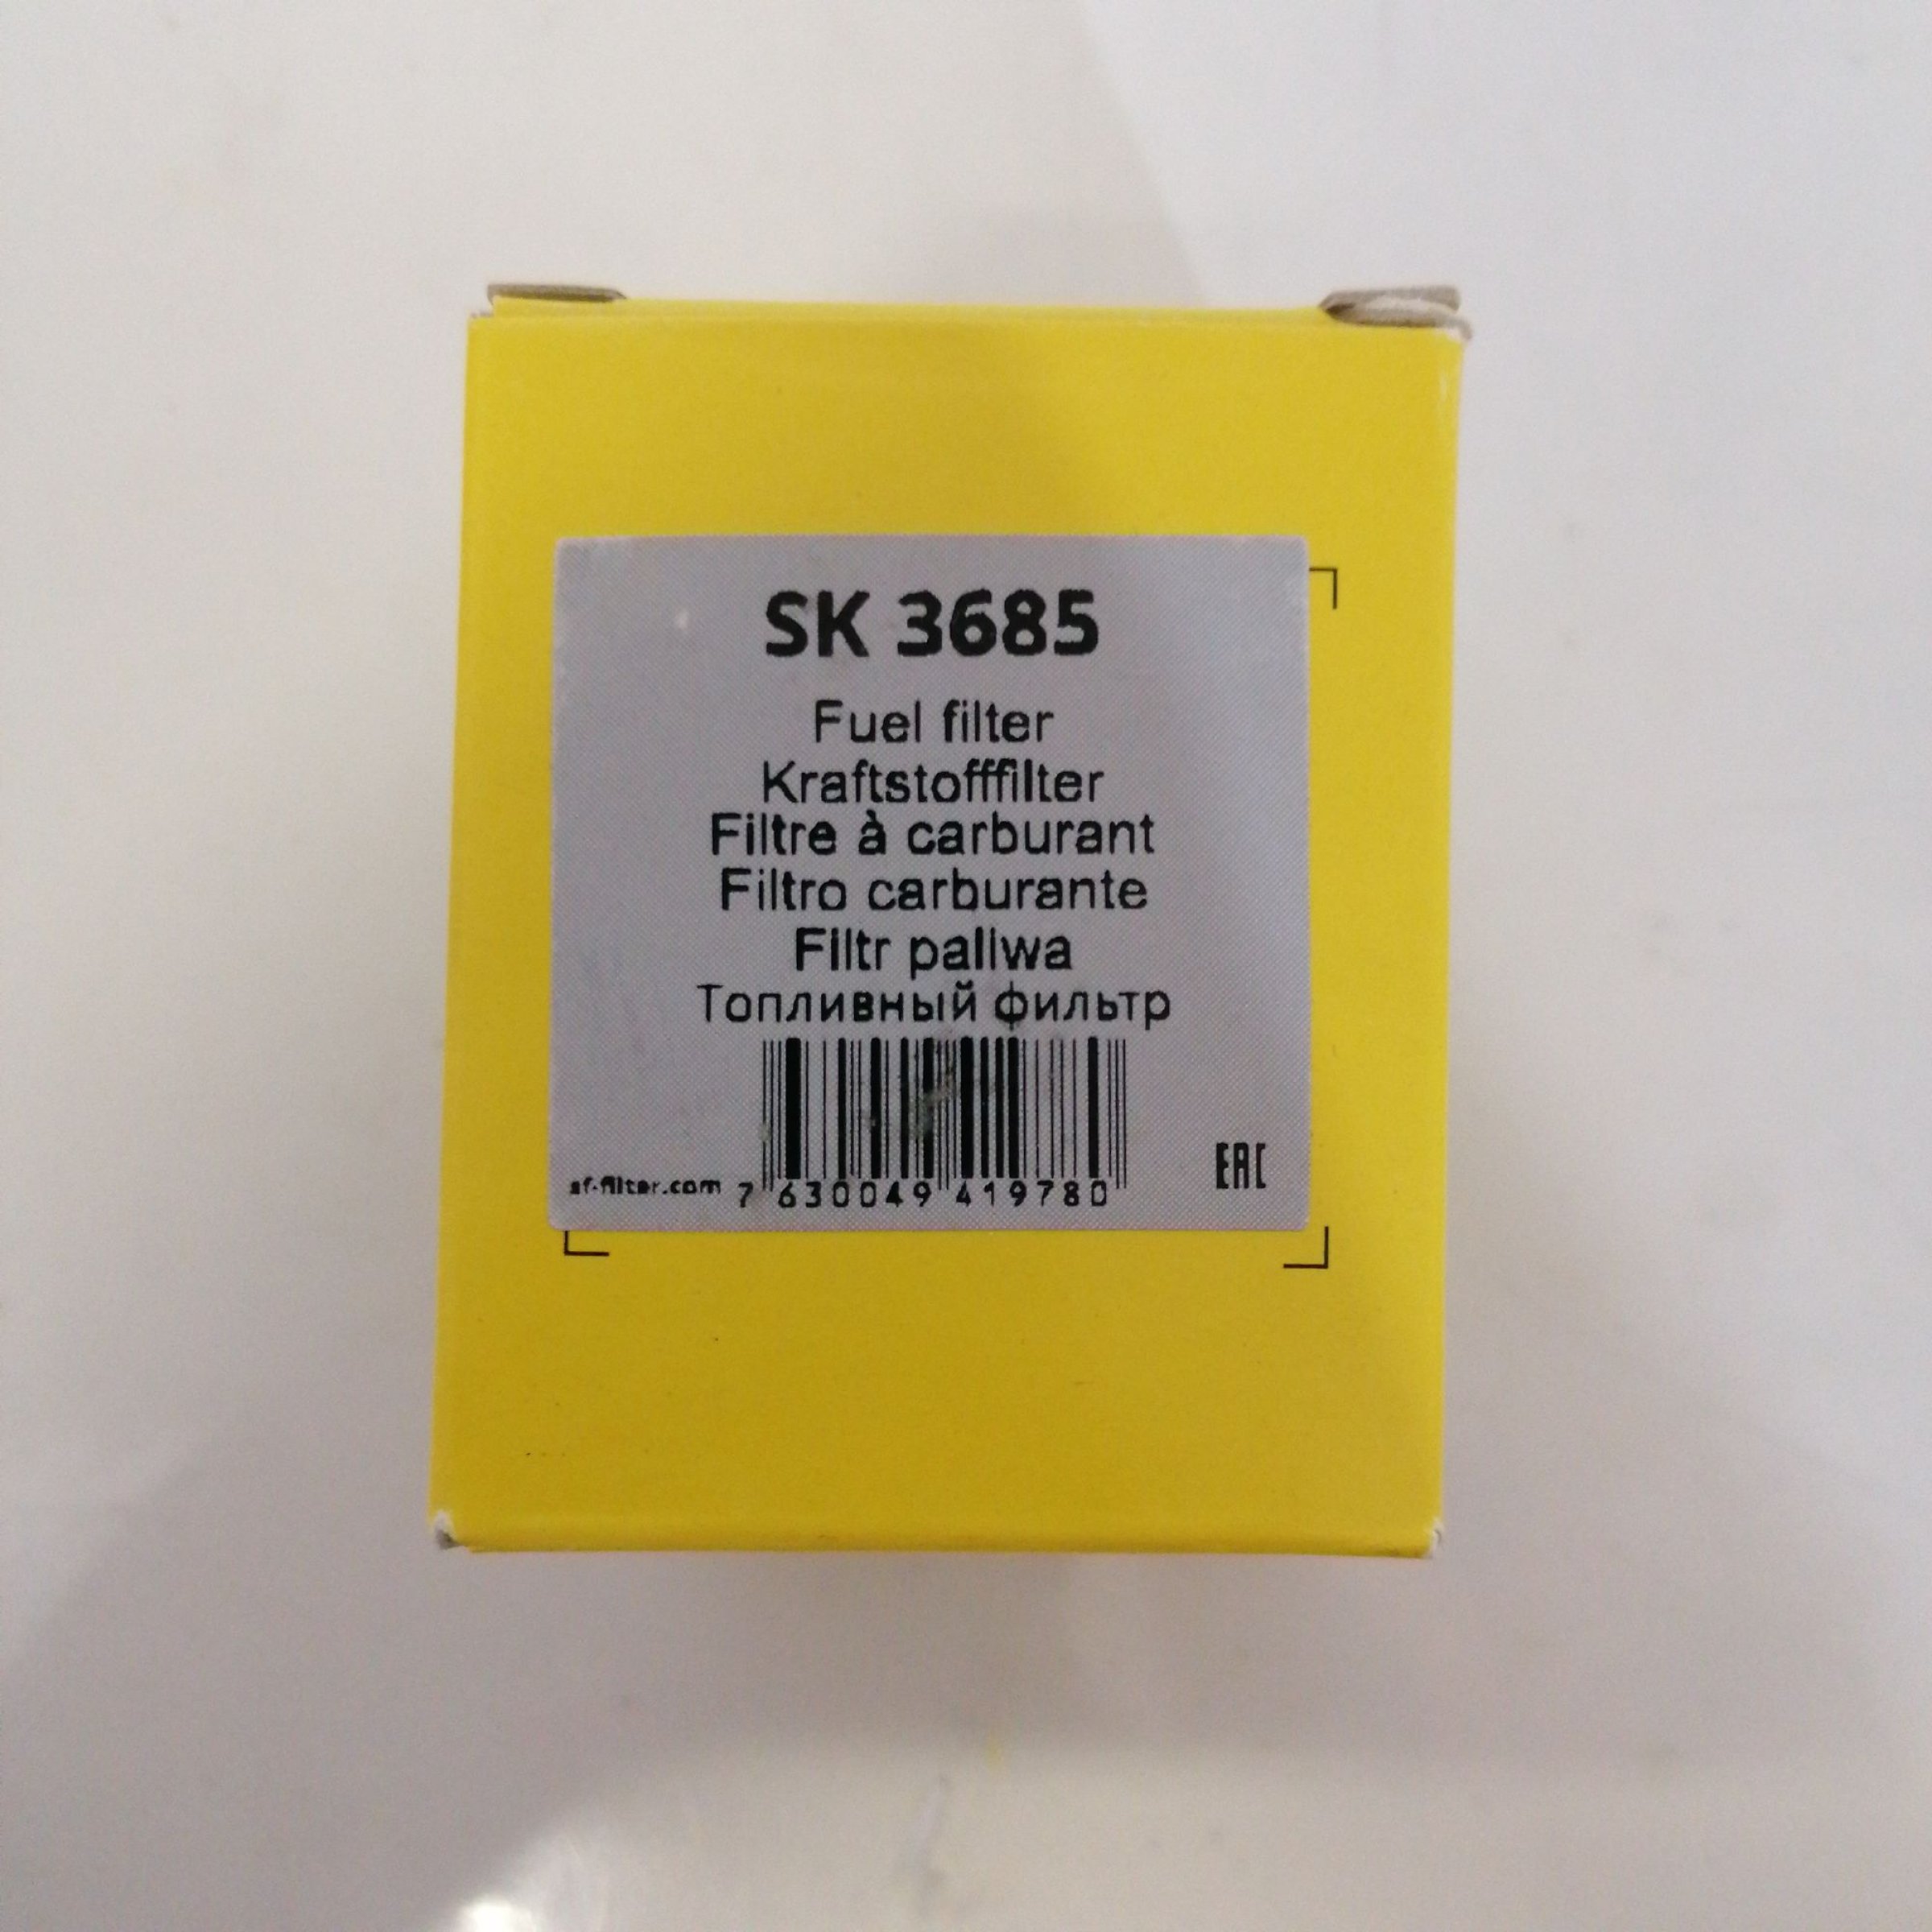 SK 3685
Fuel filter
Kraftstofffilter
Filtre à carburant
Filtro carburante
Filtr paliwa
Топливный фильтр
sf-filter.com 7 630049 419780
EAC